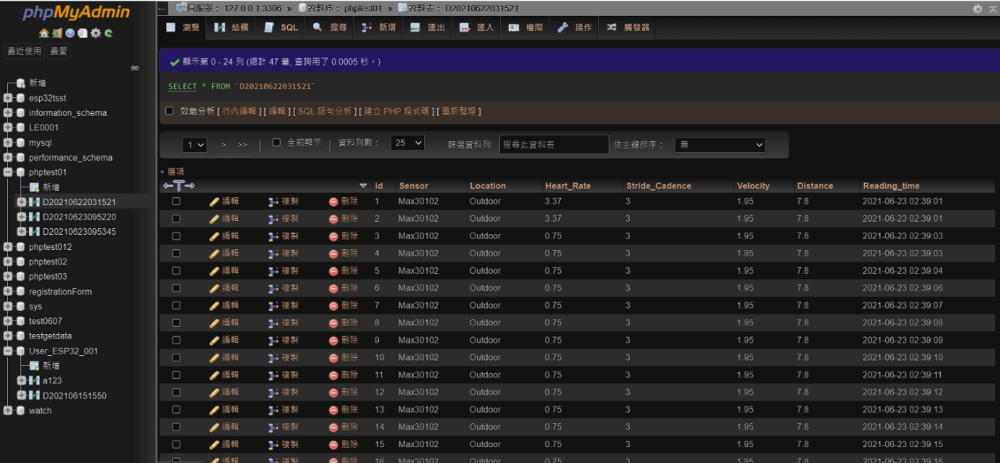 phpMyAdmin
最近使用 最愛
新增
esp32tsst
information_schema
LE0001
mysql
performance_schema
phptest01
新增
D20210622031521
D20210623095220
D20210623095345
phptest012
phptest02
phptest03
registrationForm
sys
test0607
testgetdata
User_ESP32_001
新增
a123
D202106151550
watch
伺服器: 127.0.0.1:3306 » 資料庫: phptest01 » 資料表: D20210622031521
瀏覽 結構 SQL 搜尋 新增 匯出 匯入 權限 操作 觸發器
顯示第 0 - 24 列 (總計 47 筆, 查詢用了 0.0005 秒。)
SELECT * FROM `D20210622031521`
效能分析 [ 行內編輯 ] [ 編輯 ] [ SQL 語句分析 ] [ 建立 PHP 程式碼 ] [ 重新整理 ]
1 > >> | 全部顯示 | 資料列數: 25 篩選資料列: 搜尋此資料表 依主鍵排序: 無
+ 選項
←T→ id Sensor Location Heart_Rate Stride_Cadence Velocity Distance Reading_time
編輯 複製 刪除 1 Max30102 Outdoor 3.37 3 1.95 7.8 2021-06-23 02:39:01
編輯 複製 刪除 2 Max30102 Outdoor 3.37 3 1.95 7.8 2021-06-23 02:39:01
編輯 複製 刪除 3 Max30102 Outdoor 0.75 3 1.95 7.8 2021-06-23 02:39:03
編輯 複製 刪除 4 Max30102 Outdoor 0.75 3 1.95 7.8 2021-06-23 02:39:03
編輯 複製 刪除 5 Max30102 Outdoor 0.75 3 1.95 7.8 2021-06-23 02:39:04
編輯 複製 刪除 6 Max30102 Outdoor 0.75 3 1.95 7.8 2021-06-23 02:39:06
編輯 複製 刪除 7 Max30102 Outdoor 0.75 3 1.95 7.8 2021-06-23 02:39:07
編輯 複製 刪除 8 Max30102 Outdoor 0.75 3 1.95 7.8 2021-06-23 02:39:08
編輯 複製 刪除 9 Max30102 Outdoor 0.75 3 1.95 7.8 2021-06-23 02:39:09
編輯 複製 刪除 10 Max30102 Outdoor 0.75 3 1.95 7.8 2021-06-23 02:39:10
編輯 複製 刪除 11 Max30102 Outdoor 0.75 3 1.95 7.8 2021-06-23 02:39:11
編輯 複製 刪除 12 Max30102 Outdoor 0.75 3 1.95 7.8 2021-06-23 02:39:12
編輯 複製 刪除 13 Max30102 Outdoor 0.75 3 1.95 7.8 2021-06-23 02:39:13
編輯 複製 刪除 14 Max30102 Outdoor 0.75 3 1.95 7.8 2021-06-23 02:39:14
編輯 複製 刪除 15 Max30102 Outdoor 0.75 3 1.95 7.8 2021-06-23 02:39:15
編輯 複製 刪除 16 Max30102 Outdoor 0.75 3 1.95 7.8 2021-06-23 02:39:16